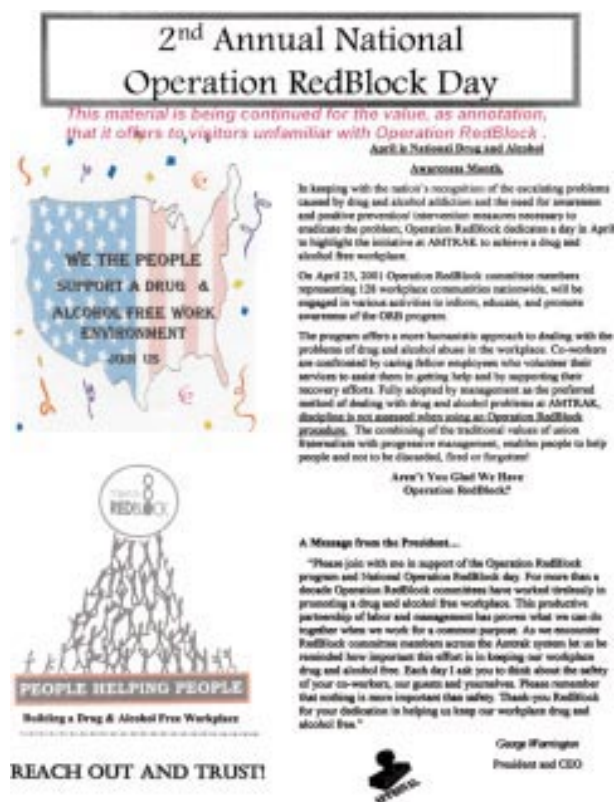 2nd Annual National
Operation RedBlock Day
This material is being continued for the value, as annotation,
that it offers to visitors unfamiliar with Operation RedBlock .
April is National Drug and Alcohol
Awareness Month.
In keeping with the nation's recognition of the escalating problems
caused by drug and alcohol addiction and the need for awareness
and positive prevention/ intervention measures necessary to
eradicate the problem, Operation RedBlock dedicates a day in April
to highlight the initiative at AMTRAK to achieve a drug and
alcohol free workplace.
On April 25, 2001 Operation RedBlock committee members
representing 128 workplace communities nationwide, will be
engaged in various activities to inform, educate, and promote
awareness of the ORB program.
The program offers a more humanistic approach to dealing with the
problems of drug and alcohol abuse in the workplace. Co-workers
are confronted by caring fellow employees who volunteer their
services to assist them in getting help and by supporting their
recovery efforts. Fully adopted by management as the preferred
method of dealing with drug and alcohol problems at AMTRAK,
discipline is not assessed when using an Operation RedBlock
procedure. The combining of the traditional values of union
fraternalism with progressive management, enables people to help
people and not to be discarded, fired or forgotten!
Aren't You Glad We Have
Operation RedBlock?
WE THE PEOPLE
SUPPORT A DRUG &
ALCOHOL FREE WORK
ENVIRONMENT
JOIN US
REDBLOCK
PEOPLE HELPING PEOPLE
Building a Drug & Alcohol Free Workplace
REACH OUT AND TRUST!
A Message from the President....
"Please join with me in support of the Operation RedBlock
program and National Operation RedBlock day. For more than a
decade Operation RedBlock committees have worked tirelessly in
promoting a drug and alcohol free workplace. This productive
partnership of labor and management has proven what we can do
together when we work for a common purpose. As we encounter
RedBlock committee members across the Amtrak system let us be
reminded how important this effort is in keeping our workplace
drug and alcohol free. Each day I ask you to think about the safety
of your co-workers, our guests and yourselves. Please remember
that nothing is more important than safety. Thank you RedBlock
for your dedication in helping us keep our workplace drug and
alcohol free."
George Warrington
President and CEO
APPROVAL